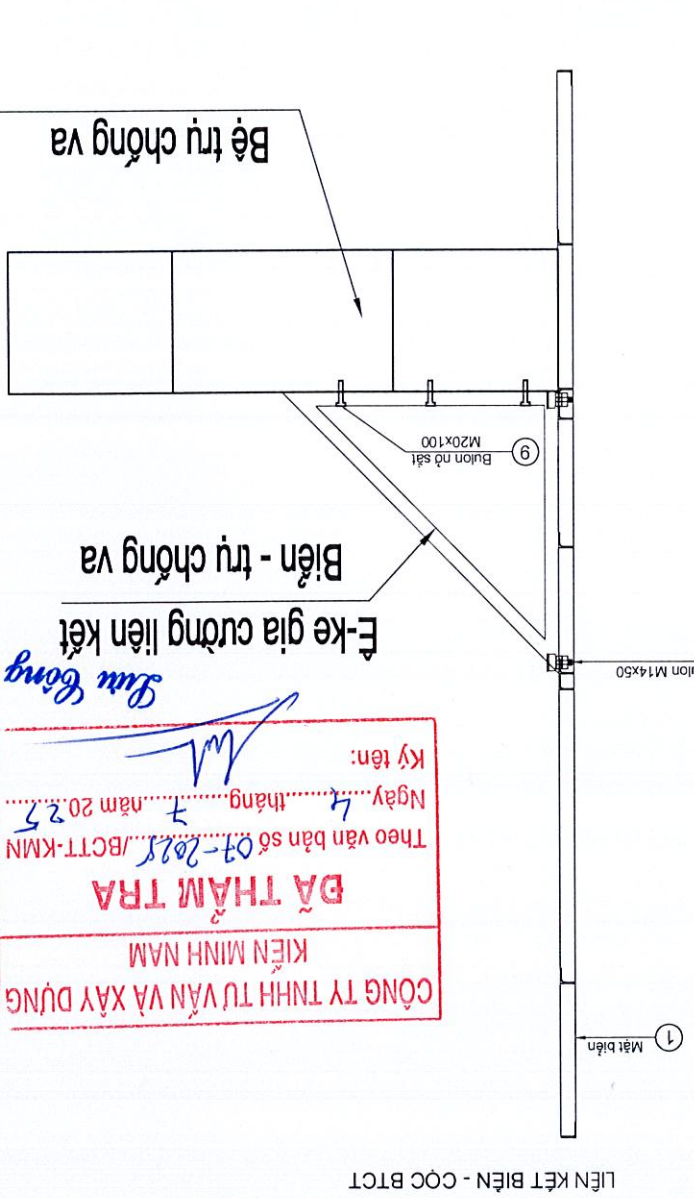 LIÊN KẾT BIỂN - CỌC BTCT
1 Mặt biển
CÔNG TY TNHH TƯ VẤN VÀ XÂY DỰNG
KIẾN MINH NAM
ĐÃ THẨM TRA
Theo văn bản số 07-2025/BCTT-KMN
Ngày 4 tháng 7 năm 2025
Ký tên:
Lưu Công
ulon M14x50
Ê-ke gia cường liên kết
Biển - trụ chống va
9 Bulon nở sắt
M20x100
Bệ trụ chống va